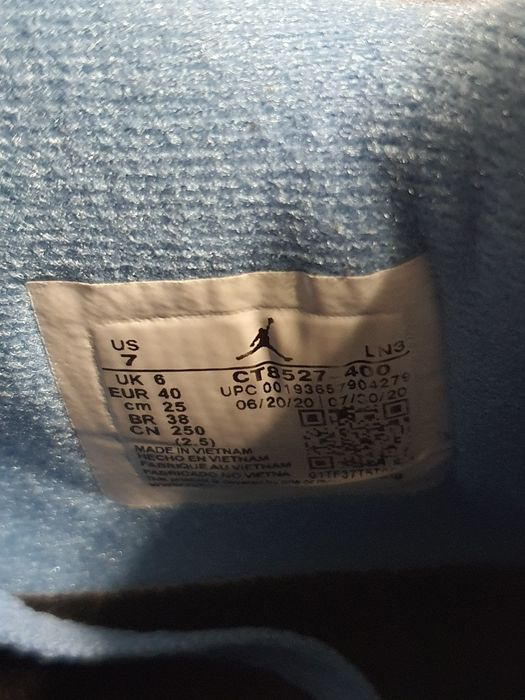 US
7
LN3
UK 6
CT8527-400
EUR 40
UPC 00193657904279
cm 25
06/20/20 | 07/30/20
BR 38
CN 250
(2.5)
MADE IN VIETNAM
HECHO EN VIETNAM
FABRIQUE AU VIETNAM
FABRICADO NO VIETNA